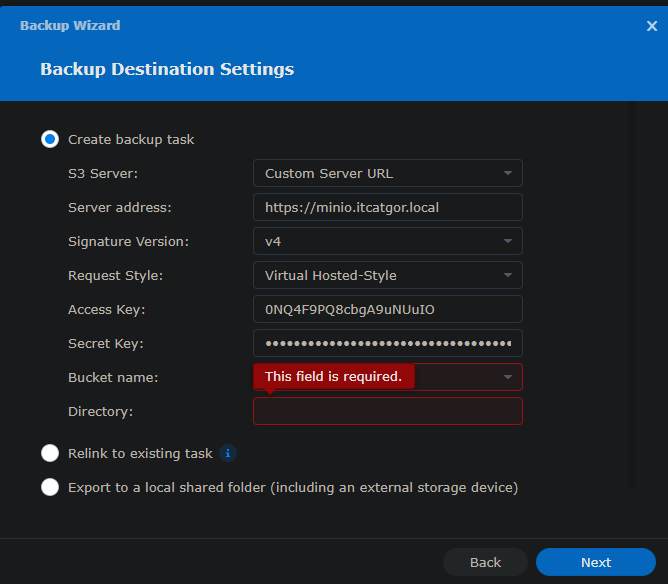 Backup Wizard
Backup Destination Settings
Create backup task
S3 Server: Custom Server URL
Server address: https://minio.itcatgor.local
Signature Version: v4
Request Style: Virtual Hosted-Style
Access Key: 0NQ4F9PQ8cbgA9uNUuIO
Secret Key: ●●●●●●●●●●●●●●●●●●●●●●●●●●●●●●●●●●●
Bucket name: This field is required.
Directory:
Relink to existing task i
Export to a local shared folder (including an external storage device)
Back Next